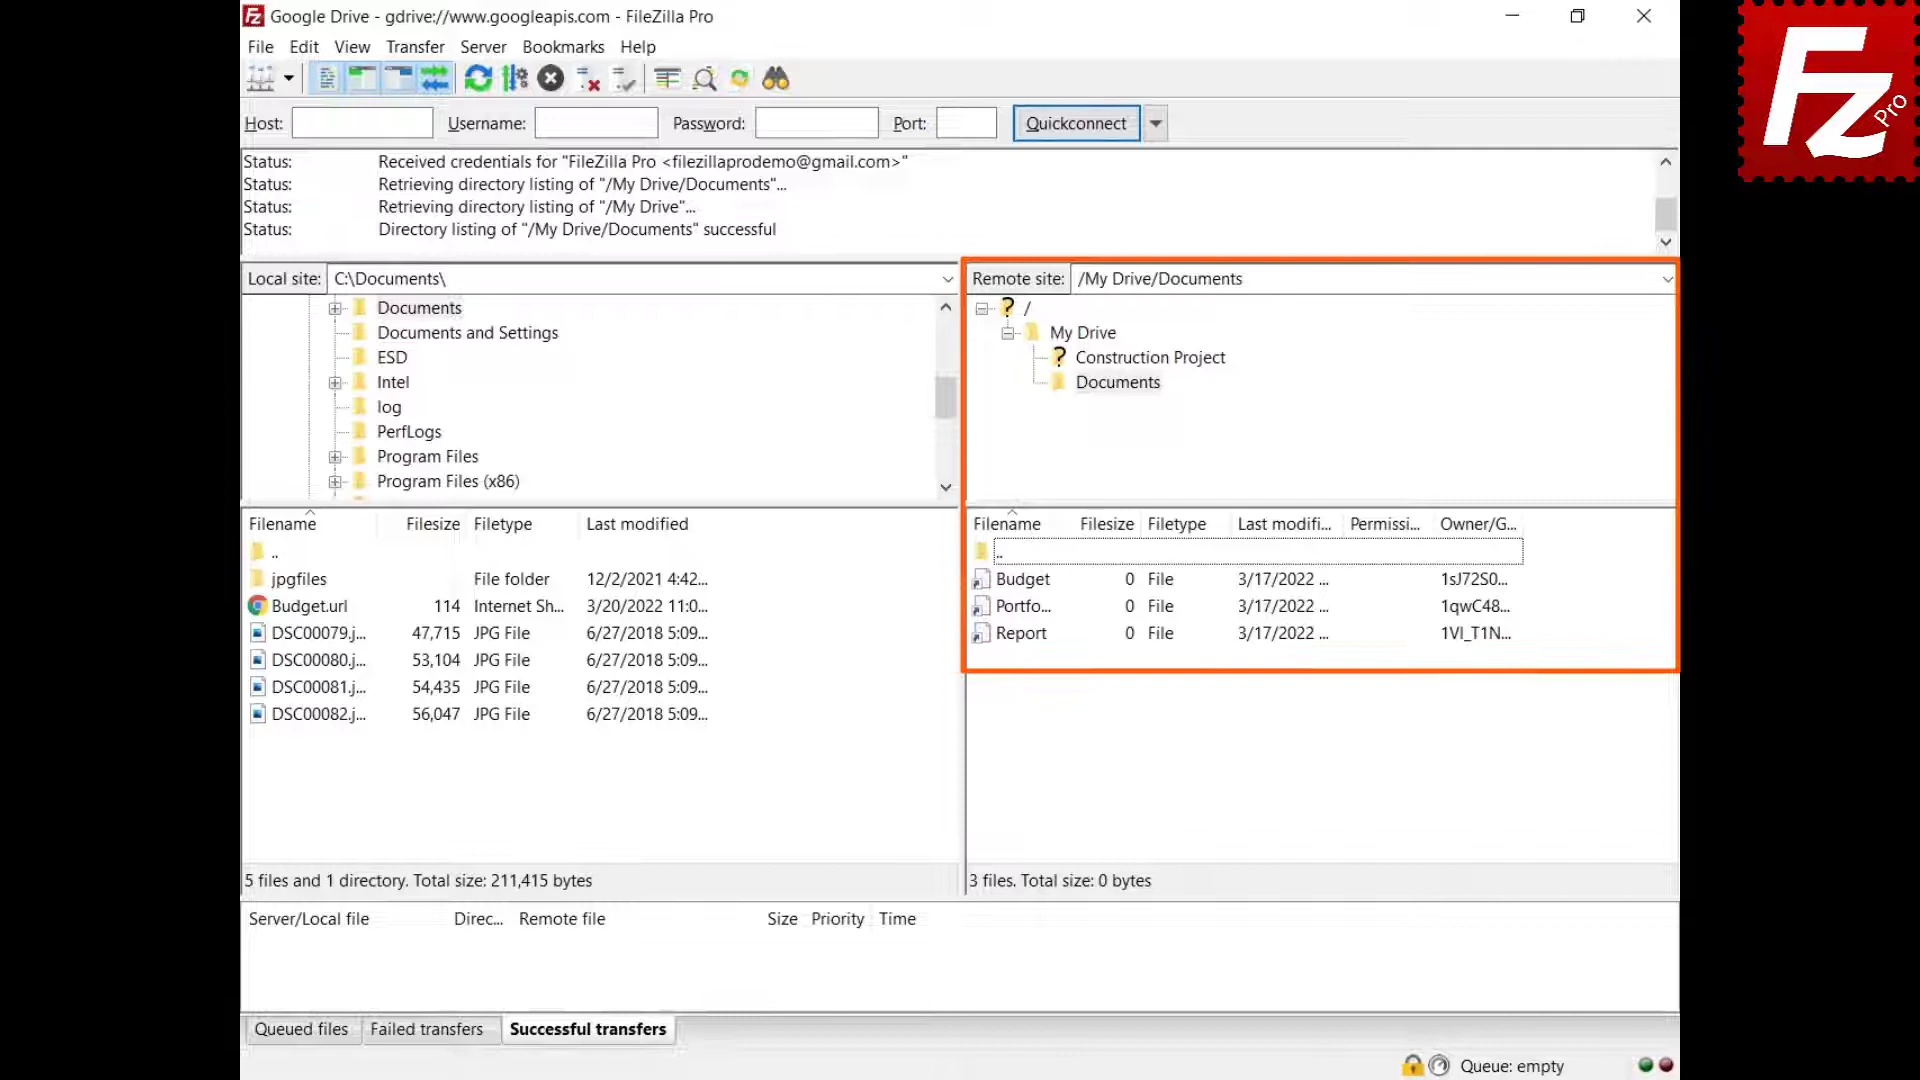 Google Drive - gdrive://www.googleapis.com - FileZilla Pro
File Edit View Transfer Server Bookmarks Help
Host: Username: Password: Port: Quickconnect
Status: Received credentials for "FileZilla Pro <filezillaprodemo@gmail.com>"
Status: Retrieving directory listing of "/My Drive/Documents"...
Status: Retrieving directory listing of "/My Drive"...
Status: Directory listing of "/My Drive/Documents" successful
Local site: C:\Documents\
Documents
Documents and Settings
ESD
Intel
log
PerfLogs
Program Files
Program Files (x86)
Filename Filesize Filetype Last modified
..
jpgfiles File folder 12/2/2021 4:42...
Budget.url 114 Internet Sh... 3/20/2022 11:0...
DSC00079.j... 47,715 JPG File 6/27/2018 5:09...
DSC00080.j... 53,104 JPG File 6/27/2018 5:09...
DSC00081.j... 54,435 JPG File 6/27/2018 5:09...
DSC00082.j... 56,047 JPG File 6/27/2018 5:09...
5 files and 1 directory. Total size: 211,415 bytes
Remote site: /My Drive/Documents
? /
My Drive
? Construction Project
Documents
Filename Filesize Filetype Last modifi... Permissi... Owner/G...
..
Budget 0 File 3/17/2022 ... 1sJ72S0...
Portfo... 0 File 3/17/2022 ... 1qwC48...
Report 0 File 3/17/2022 ... 1VI_T1N...
3 files. Total size: 0 bytes
Server/Local file Direc... Remote file Size Priority Time
Queued files Failed transfers Successful transfers
Queue: empty
FZ Pro